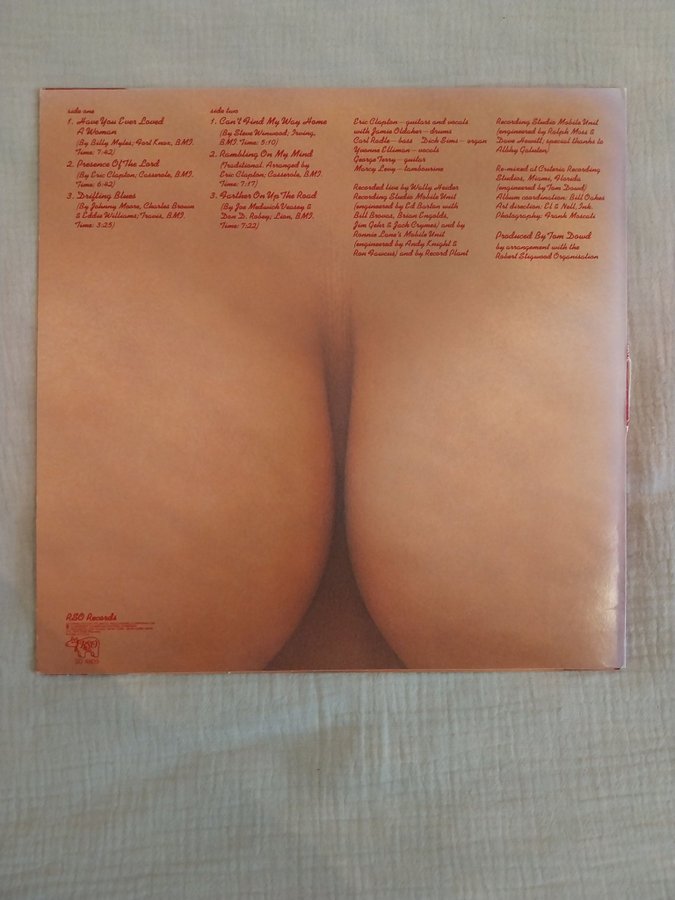 side one
1. Have You Ever Loved
A Woman
(By Billy Myles; Fort Knox, BMI.
Time: 7:42)
2. Presence Of The Lord
(By Eric Clapton; Casserole, BMI.
Time: 6:42)
3. Drifting Blues
(By Johnny Moore, Charles Brown
& Eddie Williams; Travis, BMI.
Time: 3:25)
side two
1. Can't Find My Way Home
(By Steve Winwood; Irving,
BMI. Time: 5:10)
2. Rambling On My Mind
(Traditional. Arranged by
Eric Clapton; Casserole, BMI.
Time: 7:17)
3. Farther On Up The Road
(By Joe Medwich Veasey &
Don D. Robey; Lion, BMI.
Time: 7:22)
Eric Clapton—guitars and vocals
with Jamie Oldaker—drums
Carl Radle—bass Dick Sims—organ
Yvonne Elliman—vocals
George Terry—guitar
Marcy Levy—tambourine
Recorded live by Wally Heider
Recording Studio Mobile Unit
(engineered by Ed Barton with
Bill Brovas, Brian Engolds,
Jim Gehr & Jack Crymes) and by
Ronnie Lane's Mobile Unit
(engineered by Andy Knight &
Ron Faucus) and by Record Plant
Recording Studio Mobile Unit
(engineered by Ralph Moss &
Dave Hewitt, special thanks to
Albhy Galuten)
Re-mixed at Criteria Recording
Studios, Miami, Florida
(engineered by Tom Dowd)
Album coordination: Bill Oakes
Art direction: El & Nell, Ink.
Photography: Frank Moscati
Produced By Tom Dowd
by arrangement with the
Robert Stigwood Organisation
RSO Records
RSO